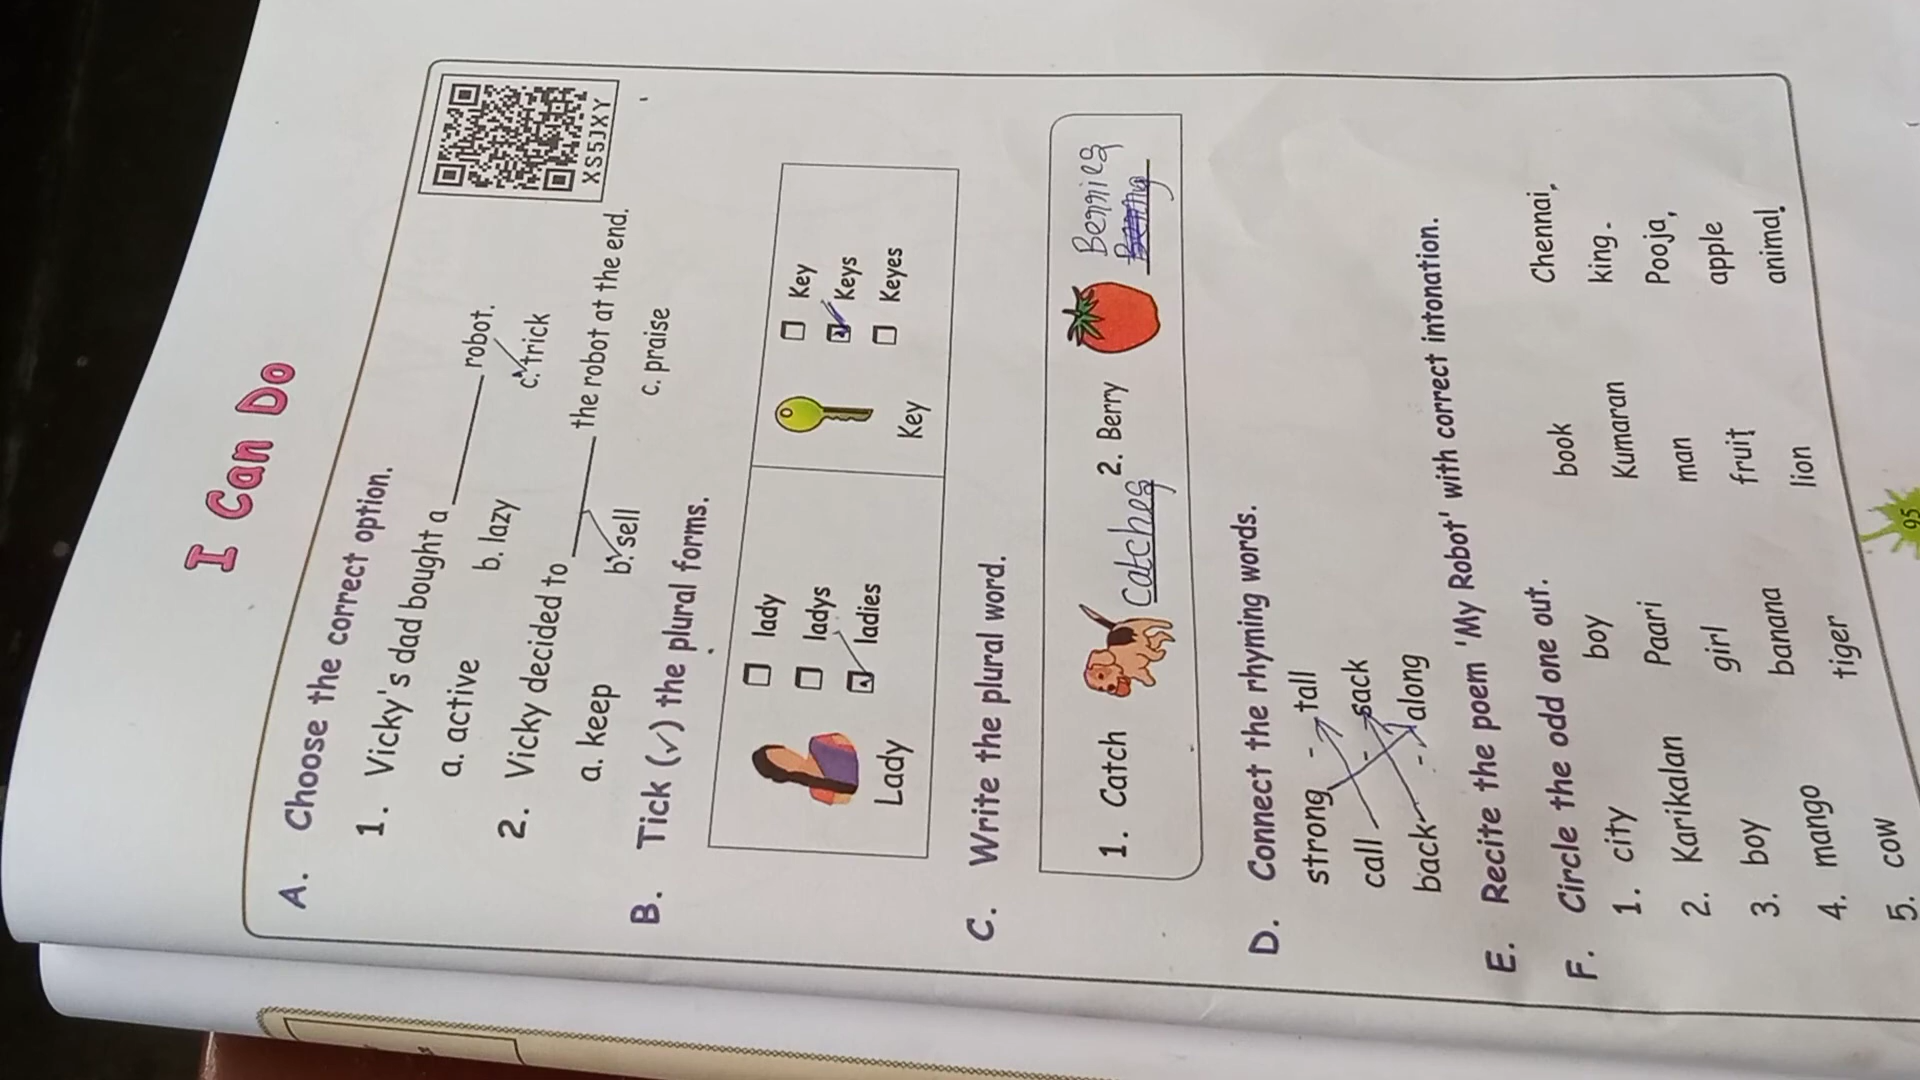 I Can Do
XS5JXY
A. Choose the correct option.
1. Vicky's dad bought a ________ robot.
a. active b. lazy c. trick
2. Vicky decided to ________ the robot at the end.
a. keep b. sell c. praise
B. Tick (✓) the plural forms.
lady
ladys
ladies
Lady
Key
Keys
Keyes
Key
C. Write the plural word.
1. Catch Catches 2. Berry Berries
D. Connect the rhyming words.
strong - tall
call - sack
back - along
E. Recite the poem 'My Robot' with correct intonation.
F. Circle the odd one out.
1. city boy book Chennai,
2. Karikalan Paari Kumaran king.
3. boy girl man Pooja,
4. mango banana fruit apple
5. cow tiger lion animal.
95